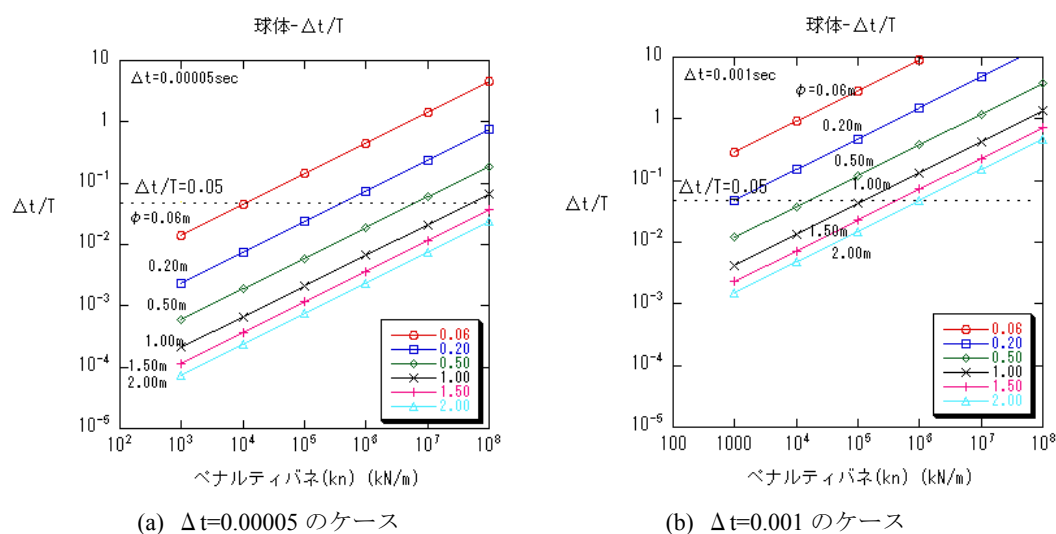 球体-Δt/T
Δt=0.00005sec
10
1
10^-1
10^-2
10^-3
10^-4
10^-5
Δt/T
Δt/T=0.05
φ=0.06m
0.20m
0.50m
1.00m
1.50m
2.00m
0.06
0.20
0.50
1.00
1.50
2.00
10^2 10^3 10^4 10^5 10^6 10^7 10^8
ペナルティバネ(kn) (kN/m)
(a) Δt=0.00005 のケース
球体-Δt/T
Δt=0.001sec
10
1
10^-1
10^-2
10^-3
10^-4
10^-5
Δt/T
φ=0.06m
0.20m
0.50m
Δt/T=0.05
1.00m
1.50m
2.00m
0.06
0.20
0.50
1.00
1.50
2.00
100 1000 10^4 10^5 10^6 10^7 10^8
ペナルティバネ(kn) (kN/m)
(b) Δt=0.001 のケース